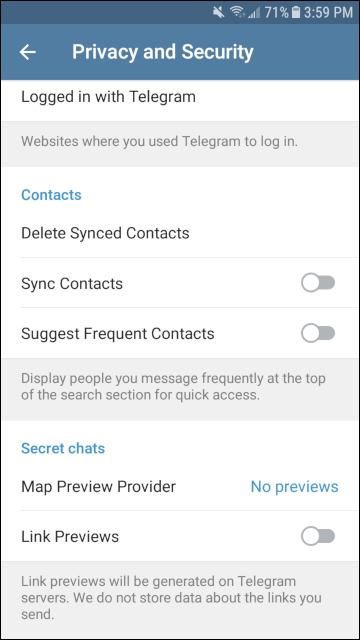 71% 3:59 PM
Privacy and Security
Logged in with Telegram
Websites where you used Telegram to log in.
Contacts
Delete Synced Contacts
Sync Contacts
Suggest Frequent Contacts
Display people you message frequently at the top
of the search section for quick access.
Secret chats
Map Preview Provider No previews
Link Previews
Link previews will be generated on Telegram
servers. We do not store data about the links you
send.